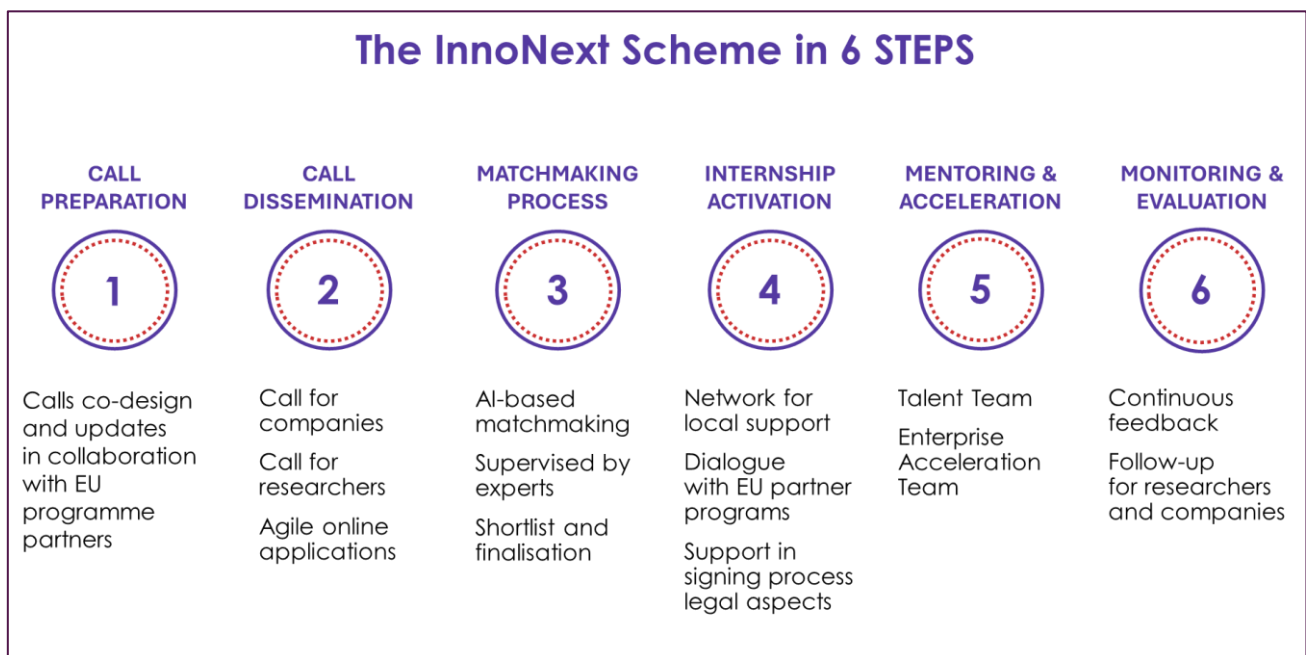 The InnoNext Scheme in 6 STEPS
CALL
PREPARATION
1
Calls co-design
and updates
in collaboration
with EU
programme
partners
CALL
DISSEMINATION
2
Call for
companies
Call for
researchers
Agile online
applications
MATCHMAKING
PROCESS
3
AI-based
matchmaking
Supervised by
experts
Shortlist and
finalisation
INTERNSHIP
ACTIVATION
4
Network for
local support
Dialogue
with EU partner
programs
Support in
signing process
legal aspects
MENTORING &
ACCELERATION
5
Talent Team
Enterprise
Acceleration
Team
MONITORING &
EVALUATION
6
Continuous
feedback
Follow-up
for researchers
and companies